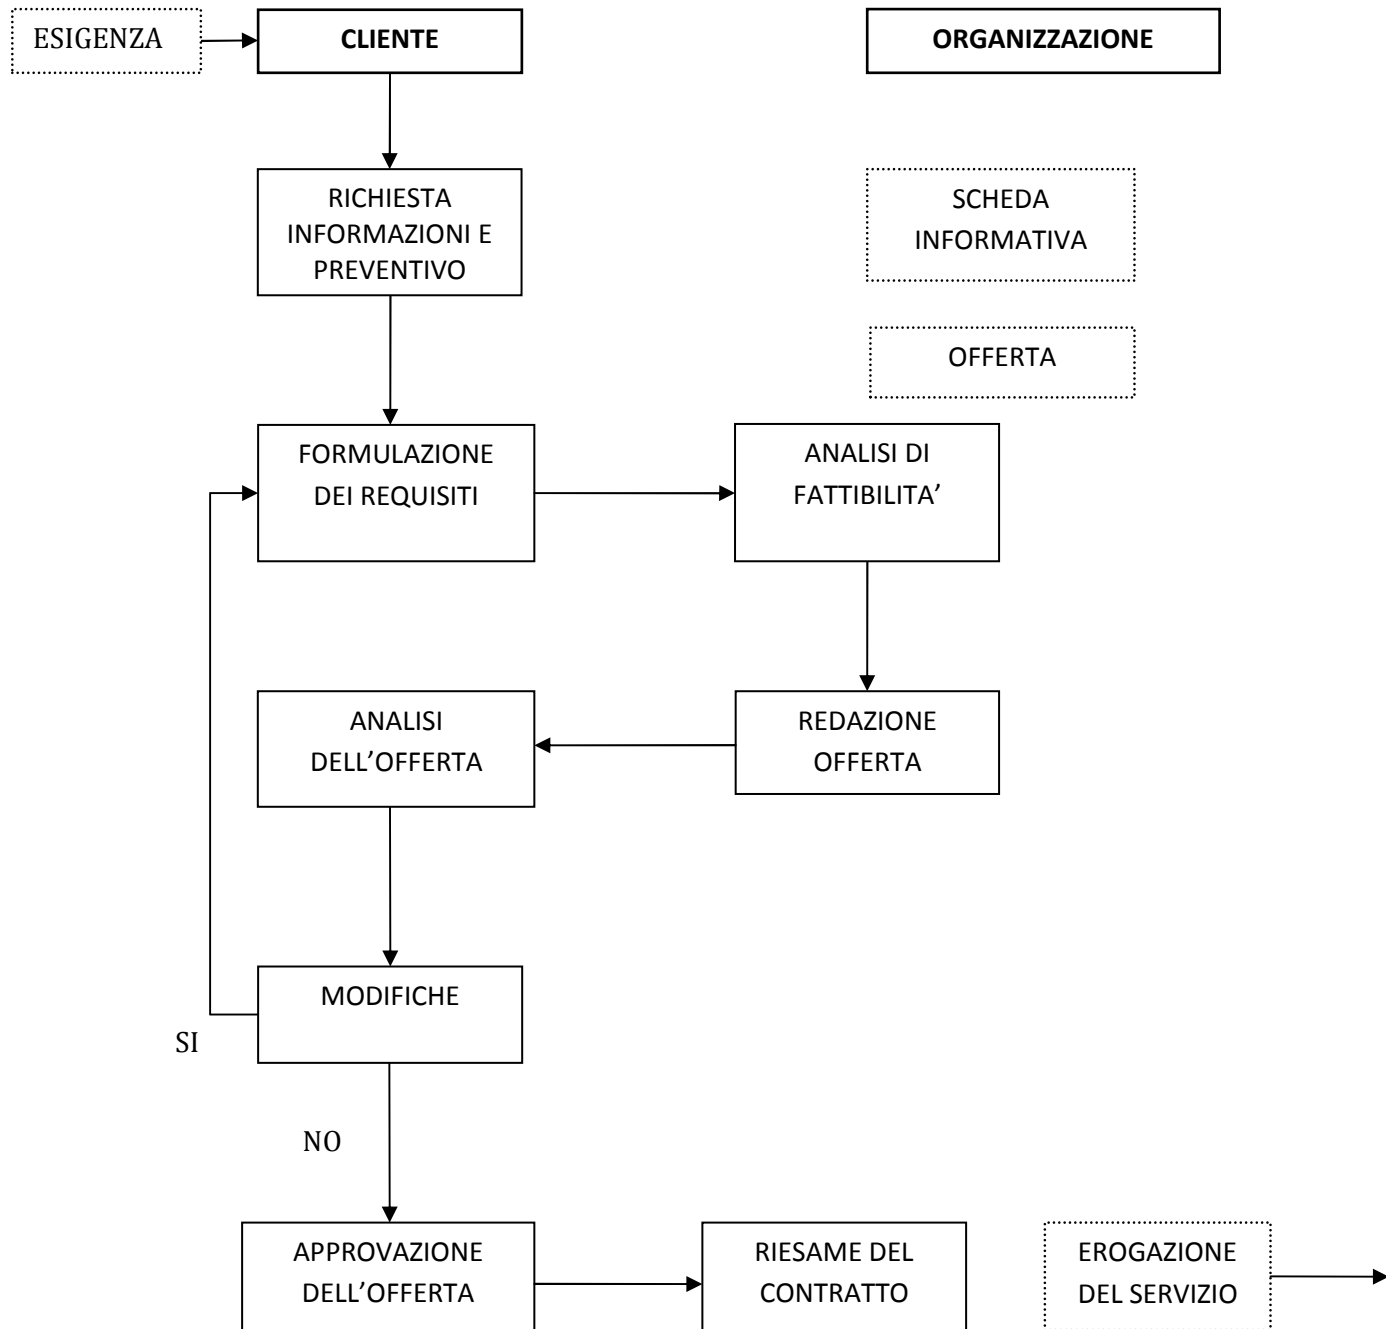 ESIGENZA
CLIENTE
ORGANIZZAZIONE
RICHIESTA
INFORMAZIONI E
PREVENTIVO
SCHEDA
INFORMATIVA
OFFERTA
FORMULAZIONE
DEI REQUISITI
ANALISI DI
FATTIBILITA’
ANALISI
DELL’OFFERTA
REDAZIONE
OFFERTA
MODIFICHE
SI
NO
APPROVAZIONE
DELL’OFFERTA
RIESAME DEL
CONTRATTO
EROGAZIONE
DEL SERVIZIO